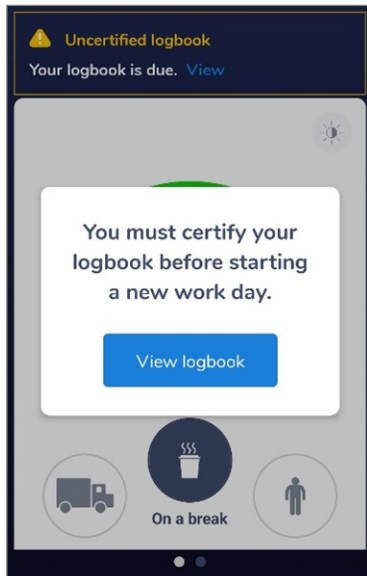 Uncertified logbook
Your logbook is due. View
You must certify your
logbook before starting
a new work day.
View logbook
On a break